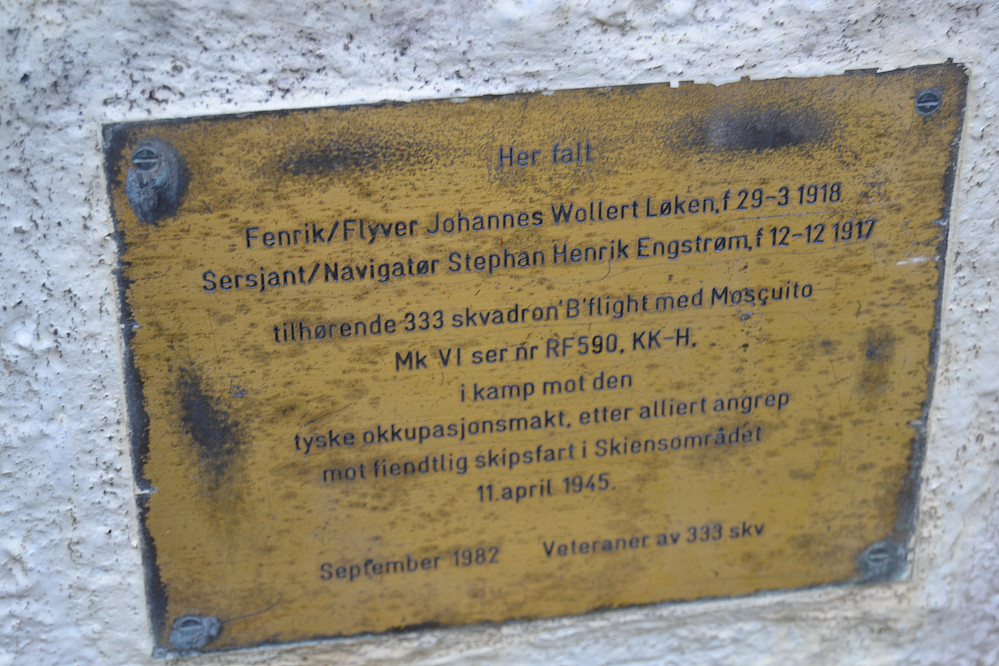 Her falt
Fenrik/Flyver Johannes Wollert Løken, f 29-3 1918
Sersjant/Navigatør Stephan Henrik Engstrøm, f 12-12 1917
tilhørende 333 skvadron 'B' flight med Mosquito
Mk VI ser nr RF590, KK-H,
i kamp mot den
tyske okkupasjonsmakt, etter alliert angrep
mot fiendtlig skipsfart i Skiensområdet
11. april 1945.
September 1982 Veteraner av 333 skv